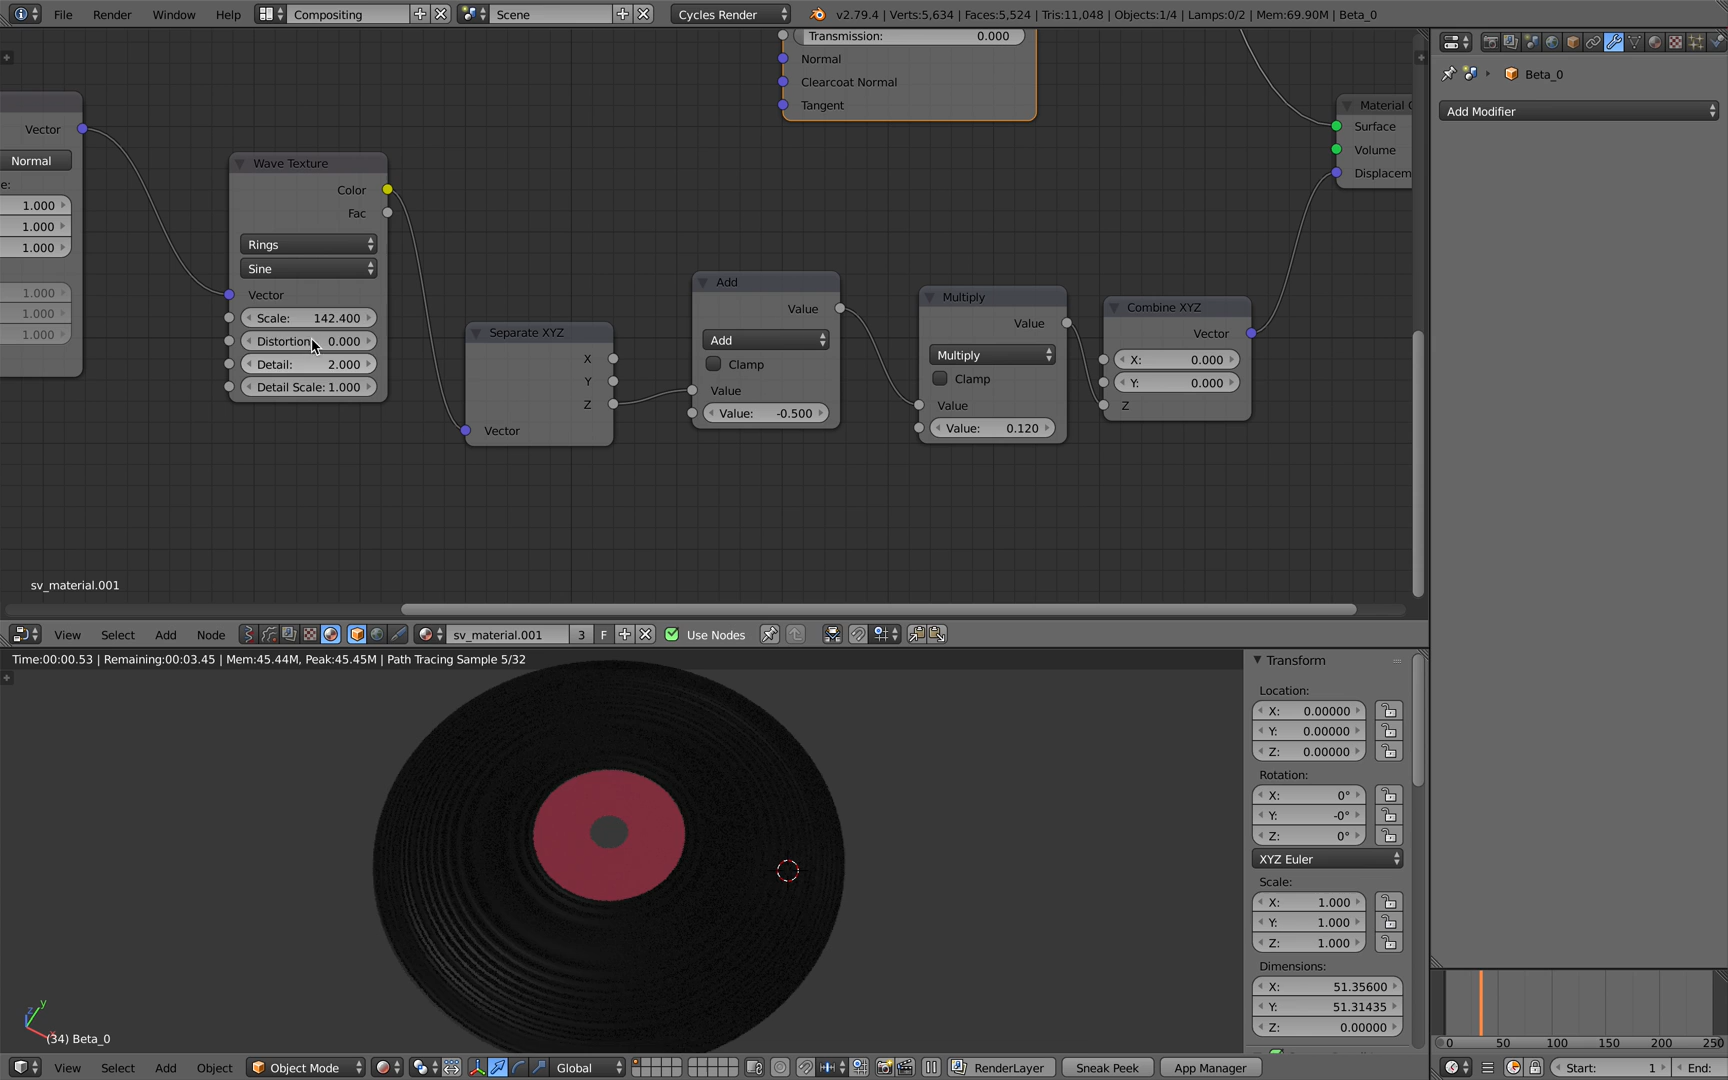 File Render Window Help Compositing Scene Cycles Render v2.79.4 | Verts:5,634 | Faces:5,524 | Tris:11,048 | Objects:1/4 | Lamps:0/2 | Mem:69.90M | Beta_0
Transmission: 0.000
Normal
Clearcoat Normal
Tangent
Vector
Normal
e:
1.000
1.000
1.000
1.000
1.000
1.000
Wave Texture
Color
Fac
Rings
Sine
Vector
Scale: 142.400
Distortion: 0.000
Detail: 2.000
Detail Scale: 1.000
Separate XYZ
X
Y
Z
Vector
Add
Value
Add
Clamp
Value
Value: -0.500
Multiply
Value
Multiply
Clamp
Value
Value: 0.120
Combine XYZ
Vector
X: 0.000
Y: 0.000
Z
Material
Surface
Volume
Displacem
Beta_0
Add Modifier
sv_material.001
View Select Add Node sv_material.001 3 F Use Nodes
Time:00:00.53 | Remaining:00:03.45 | Mem:45.44M, Peak:45.45M | Path Tracing Sample 5/32
y
(34) Beta_0
Transform
Location:
X: 0.00000
Y: 0.00000
Z: 0.00000
Rotation:
X: 0°
Y: -0°
Z: 0°
XYZ Euler
Scale:
X: 1.000
Y: 1.000
Z: 1.000
Dimensions:
X: 51.35600
Y: 51.31435
Z: 0.00000
0 50 100 150 200 250
View Select Add Object Object Mode Global RenderLayer Sneak Peek App Manager
Start: 1 End: